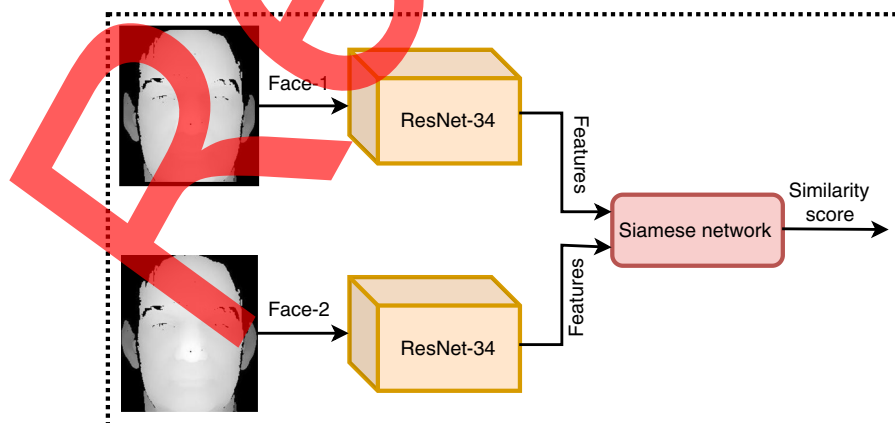 Face-1
ResNet-34
Features
Siamese network
Similarity
score
Face-2
ResNet-34
Features